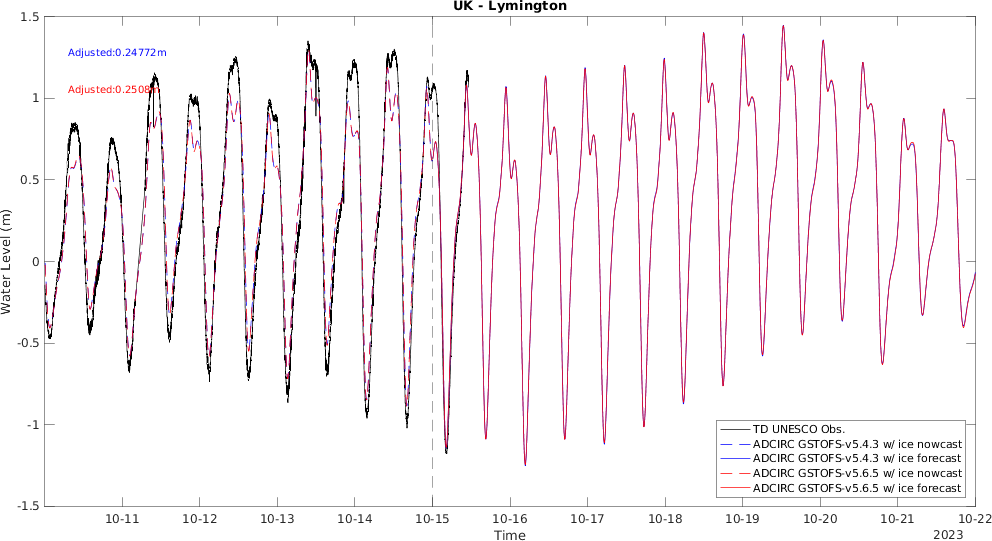 UK - Lymington
Adjusted:0.24772m
Adjusted:0.2508m
Water Level (m)
1.5
1
0.5
0
-0.5
-1
-1.5
TD UNESCO Obs.
ADCIRC GSTOFS-v5.4.3 w/ ice nowcast
ADCIRC GSTOFS-v5.4.3 w/ ice forecast
ADCIRC GSTOFS-v5.6.5 w/ ice nowcast
ADCIRC GSTOFS-v5.6.5 w/ ice forecast
10-11 10-12 10-13 10-14 10-15 10-16 10-17 10-18 10-19 10-20 10-21 10-22
Time
2023